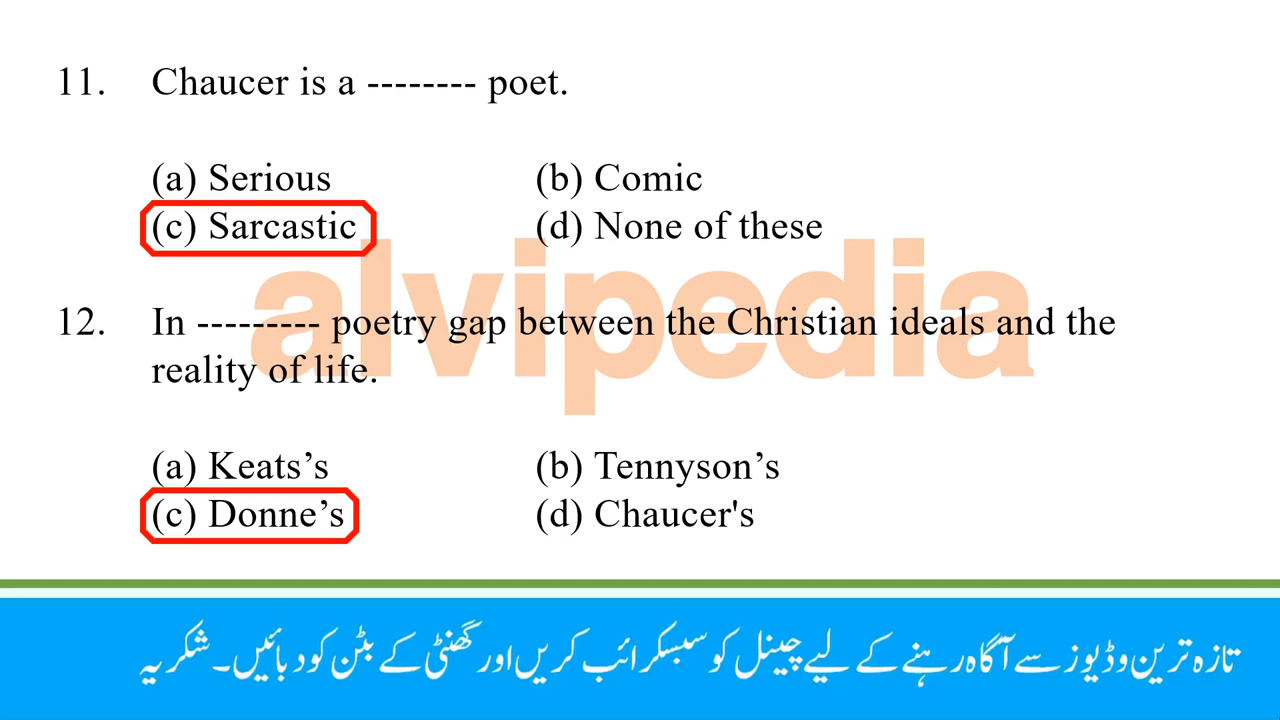 11. Chaucer is a -------- poet.
(a) Serious (b) Comic
(c) Sarcastic (d) None of these
alvipedia
12. In --------- poetry gap between the Christian ideals and the
reality of life.
(a) Keats’s (b) Tennyson’s
(c) Donne’s (d) Chaucer's
تازہ ترین وڈیوز سے آگاہ رہنے کے لیے چینل کو سبسکرائب کریں اور گھنٹی کے بٹن کو دبائیں۔ شکریہ